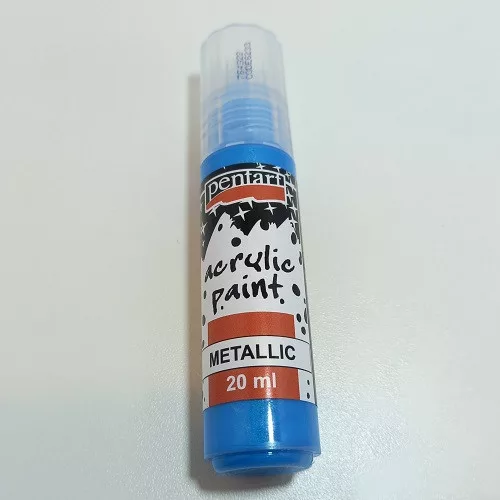 pentart
acrylic
paint
METALLIC
20 ml